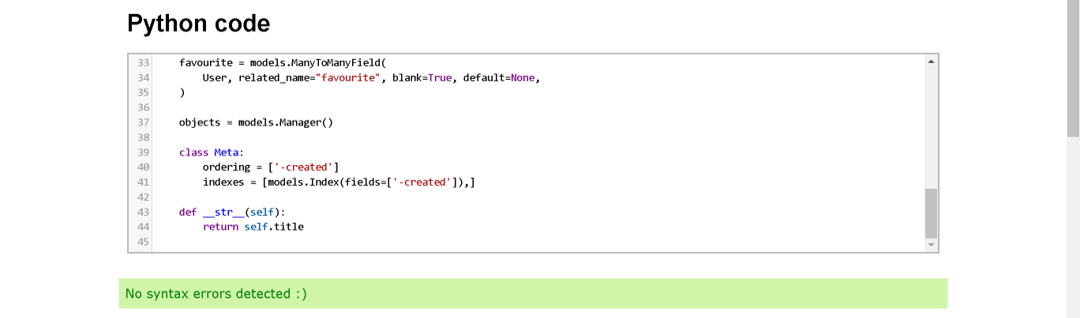 Python code
33 favourite = models.ManyToManyField(
34 User, related_name="favourite", blank=True, default=None,
35 )
36
37 objects = models.Manager()
38
39 class Meta:
40 ordering = ['-created']
41 indexes = [models.Index(fields=['-created']),]
42
43 def __str__(self):
44 return self.title
45
No syntax errors detected :)